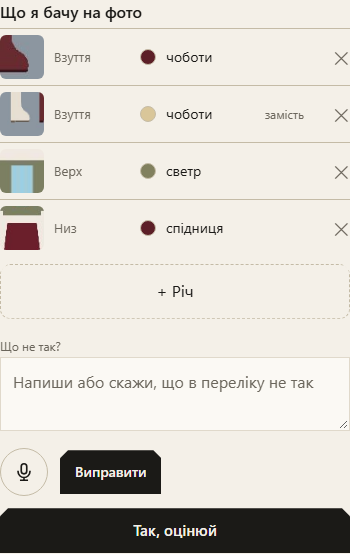 Що я бачу на фото
Взуття чоботи
Взуття чоботи замість
Верх светр
Низ спідниця
+ Річ
Що не так?
Напиши або скажи, що в переліку не так
Виправити
Так, оцінюй